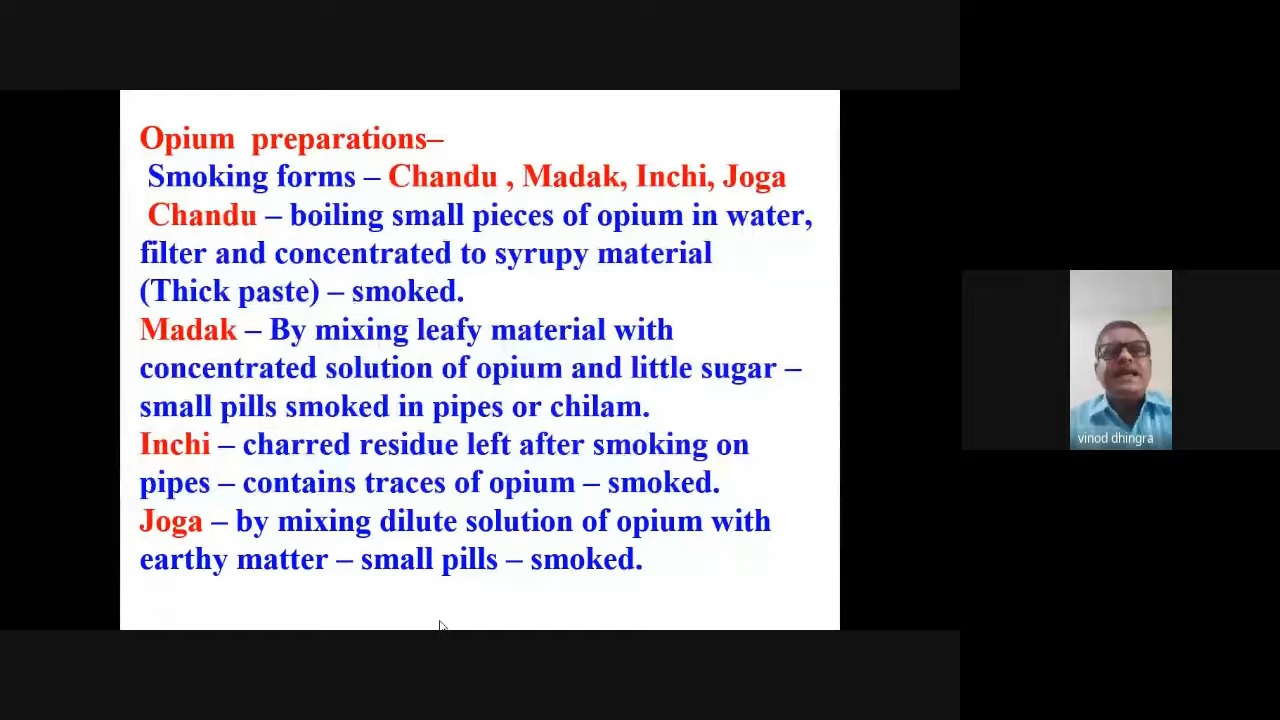 Opium preparations–
Smoking forms – Chandu , Madak, Inchi, Joga
Chandu – boiling small pieces of opium in water,
filter and concentrated to syrupy material
(Thick paste) – smoked.
Madak – By mixing leafy material with
concentrated solution of opium and little sugar –
small pills smoked in pipes or chilam.
Inchi – charred residue left after smoking on
pipes – contains traces of opium – smoked.
Joga – by mixing dilute solution of opium with
earthy matter – small pills – smoked.
vinod dhingra